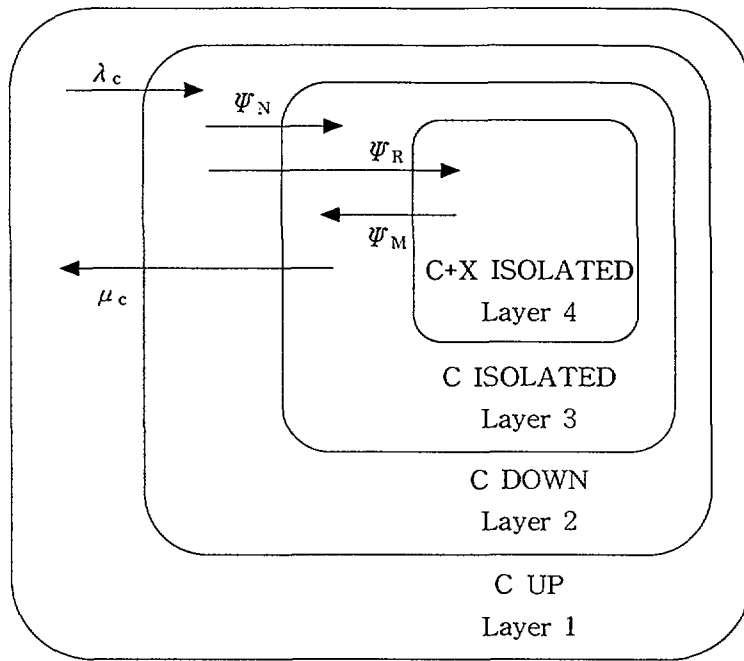 λc
ΨN
ΨR
ΨM
μc
C+X ISOLATED
Layer 4
C ISOLATED
Layer 3
C DOWN
Layer 2
C UP
Layer 1